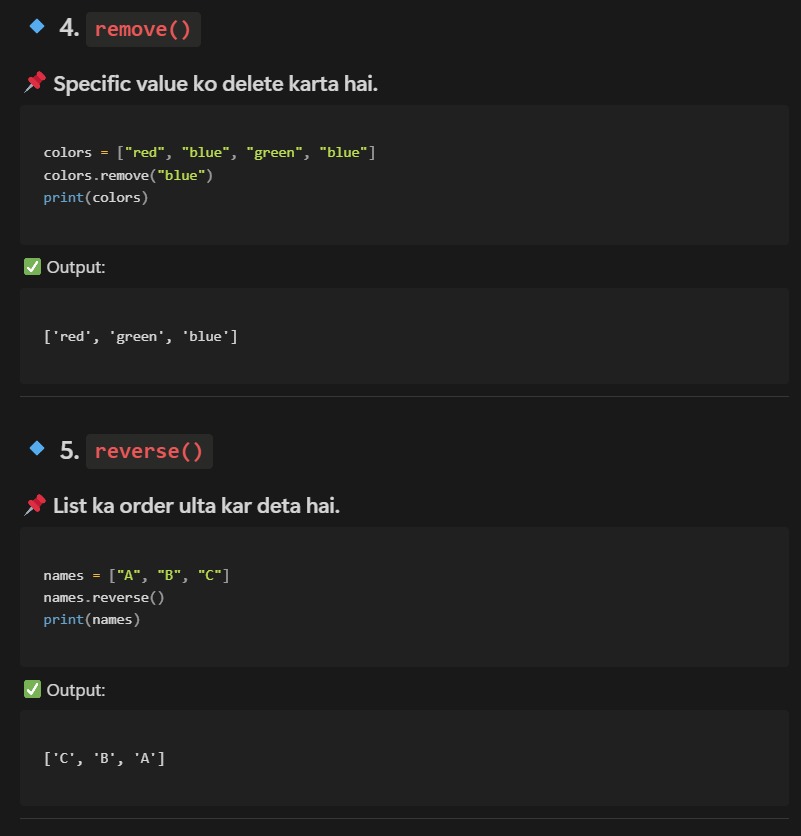 4. remove()
Specific value ko delete karta hai.
colors = ["red", "blue", "green", "blue"]
colors.remove("blue")
print(colors)
Output:
['red', 'green', 'blue']
5. reverse()
List ka order ulta kar deta hai.
names = ["A", "B", "C"]
names.reverse()
print(names)
Output:
['C', 'B', 'A']